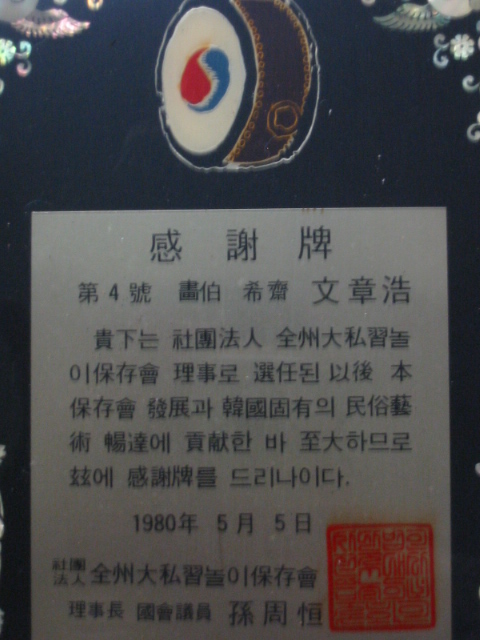 感謝牌
第4號 畵伯 希齋 文章浩
貴下는 社團法人 全州大私習놀
이保存會 理事로 選任된 以後 本
保存會 發展과 韓國固有의 民俗藝
術 暢達에 貢獻한 바 至大하므로
玆에 感謝牌를 드리나이다.
1980年 5月 5日
社團法人 全州大私習놀이保存會
理事長 國會議員 孫周恒